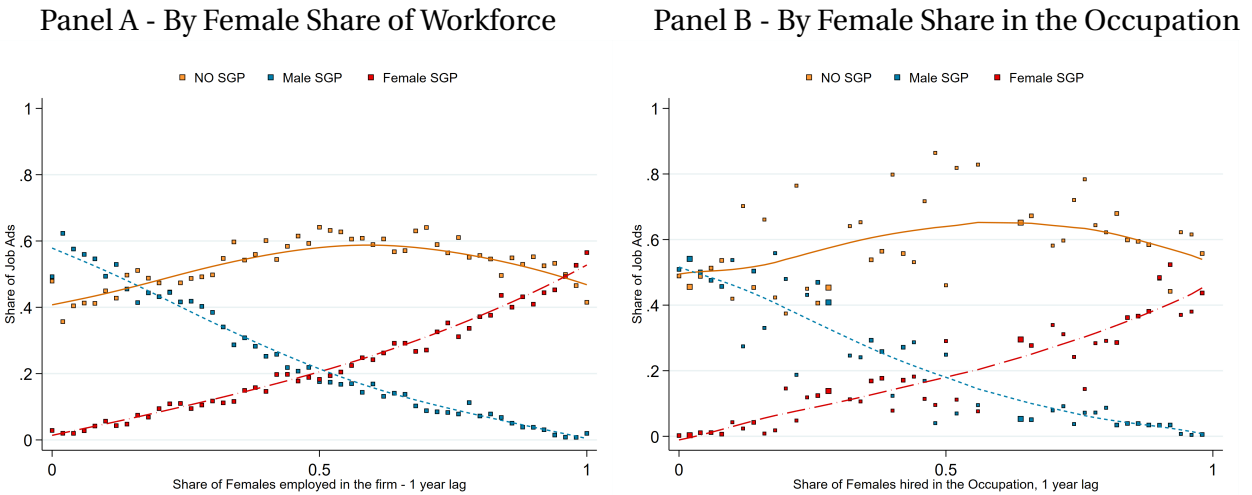 Panel A - By Female Share of Workforce
NO SGP Male SGP Female SGP
Share of Job Ads
1
.8
.6
.4
.2
0
0 0.5 1
Share of Females employed in the firm - 1 year lag
Panel B - By Female Share in the Occupation
NO SGP Male SGP Female SGP
Share of Job Ads
1
.8
.6
.4
.2
0
0 0.5 1
Share of Females hired in the Occupation, 1 year lag